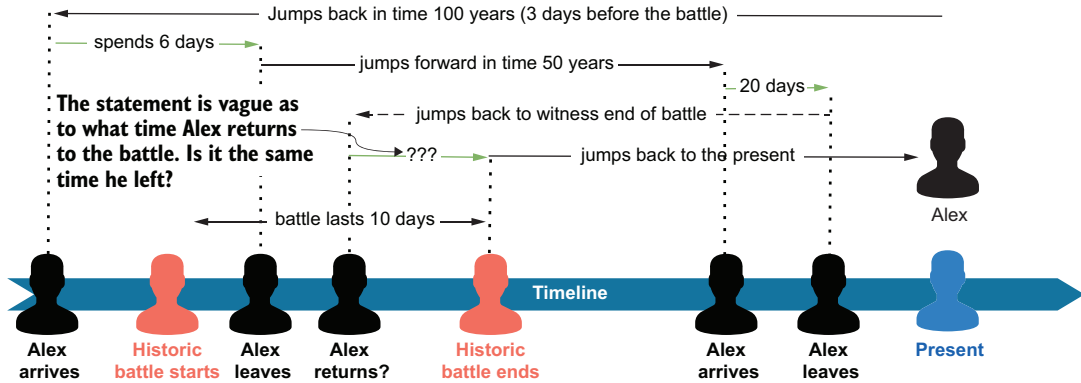 Jumps back in time 100 years (3 days before the battle)
spends 6 days
jumps forward in time 50 years
20 days
The statement is vague as
to what time Alex returns
to the battle. Is it the same
time he left?
jumps back to witness end of battle
???
jumps back to the present
Alex
battle lasts 10 days
Timeline
Alex
arrives
Historic
battle starts
Alex
leaves
Alex
returns?
Historic
battle ends
Alex
arrives
Alex
leaves
Present